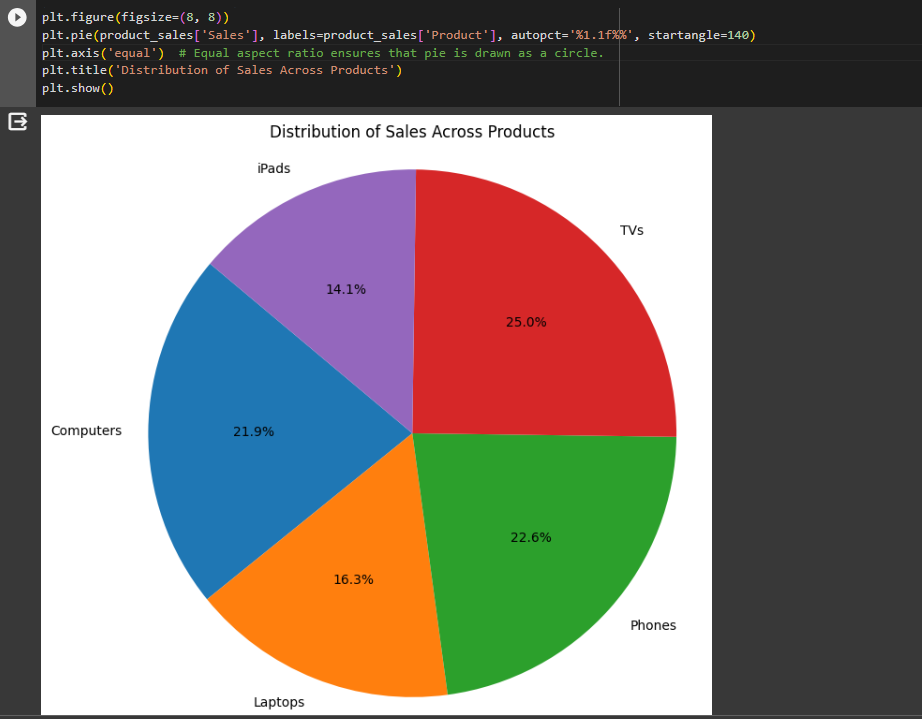 plt.figure(figsize=(8, 8))
plt.pie(product_sales['Sales'], labels=product_sales['Product'], autopct='%1.1f%%', startangle=140)
plt.axis('equal')  # Equal aspect ratio ensures that pie is drawn as a circle.
plt.title('Distribution of Sales Across Products')
plt.show()
Distribution of Sales Across Products
iPads
TVs
14.1%
25.0%
Computers
21.9%
22.6%
16.3%
Phones
Laptops